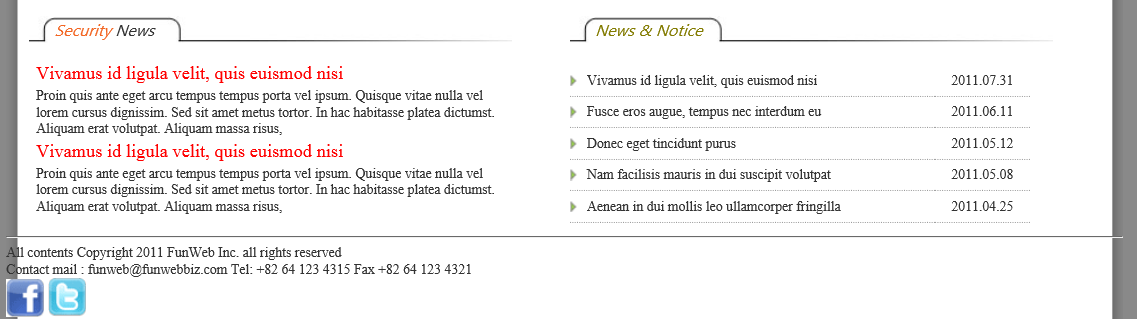 Security News
Vivamus id ligula velit, quis euismod nisi
Proin quis ante eget arcu tempus tempus porta vel ipsum. Quisque vitae nulla vel
lorem cursus dignissim. Sed sit amet metus tortor. In hac habitasse platea dictumst.
Aliquam erat volutpat. Aliquam massa risus,
Vivamus id ligula velit, quis euismod nisi
Proin quis ante eget arcu tempus tempus porta vel ipsum. Quisque vitae nulla vel
lorem cursus dignissim. Sed sit amet metus tortor. In hac habitasse platea dictumst.
Aliquam erat volutpat. Aliquam massa risus,
News & Notice
Vivamus id ligula velit, quis euismod nisi 2011.07.31
Fusce eros augue, tempus nec interdum eu 2011.06.11
Donec eget tincidunt purus 2011.05.12
Nam facilisis mauris in dui suscipit volutpat 2011.05.08
Aenean in dui mollis leo ullamcorper fringilla 2011.04.25
All contents Copyright 2011 FunWeb Inc. all rights reserved
Contact mail : funweb@funwebbiz.com Tel: +82 64 123 4315 Fax +82 64 123 4321
f t